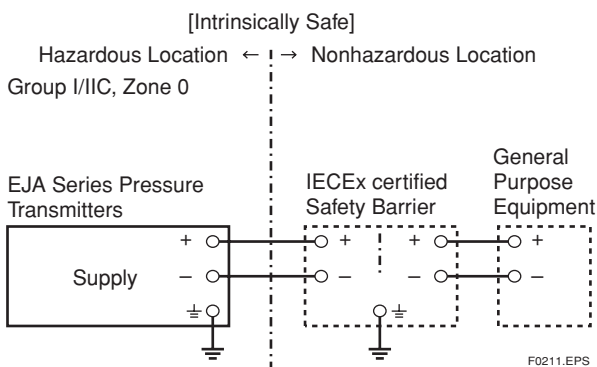 [Intrinsically Safe]
Hazardous Location ← → Nonhazardous Location
Group I/IIC, Zone 0
EJA Series Pressure
Transmitters
IECEx certified
Safety Barrier
General
Purpose
Equipment
+ + + +
Supply – – – –
F0211.EPS